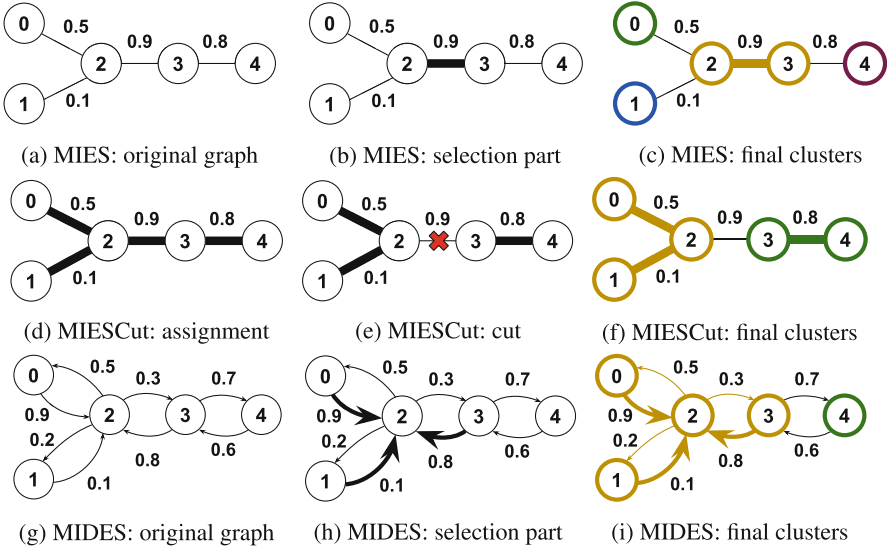 0 0.5 2 0.9 3 0.8 4 1 0.1
(a) MIES: original graph
0 0.5 2 0.9 3 0.8 4 1 0.1
(b) MIES: selection part
0 0.5 2 0.9 3 0.8 4 1 0.1
(c) MIES: final clusters
0 0.5 2 0.9 3 0.8 4 1 0.1
(d) MIESCut: assignment
0 0.5 2 0.9 3 0.8 4 1 0.1
(e) MIESCut: cut
0 0.5 2 0.9 3 0.8 4 1 0.1
(f) MIESCut: final clusters
0 0.5 0.9 2 0.3 3 0.7 4 0.2 0.8 0.6 1 0.1
(g) MIDES: original graph
0 0.5 0.9 2 0.3 3 0.7 4 0.2 0.8 0.6 1 0.1
(h) MIDES: selection part
0 0.5 0.9 2 0.3 3 0.7 4 0.2 0.8 0.6 1 0.1
(i) MIDES: final clusters